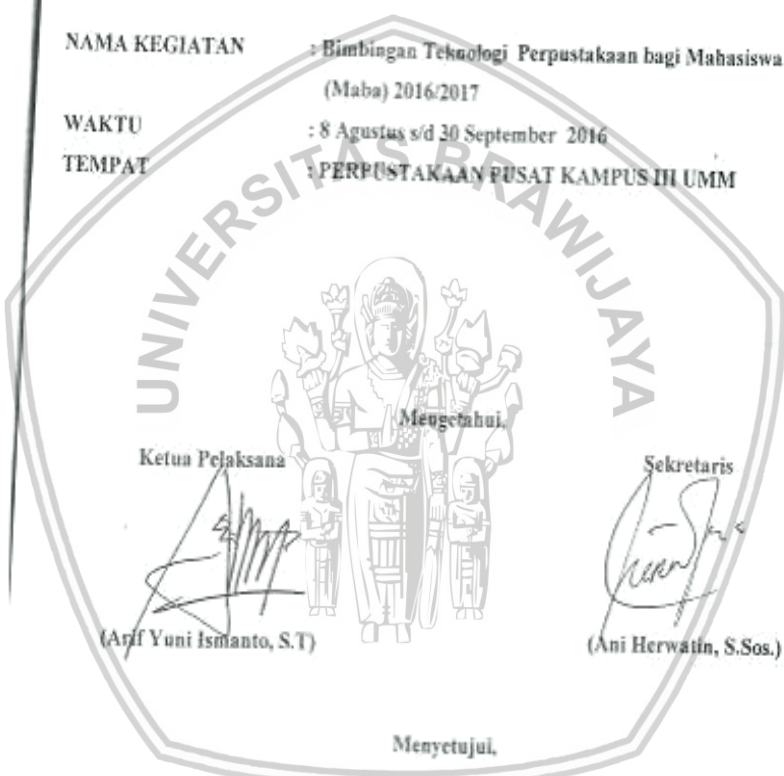 NAMA KEGIATAN : Bimbingan Teknologi Perpustakaan bagi Mahasiswa
(Maba) 2016/2017
WAKTU : 8 Agustus s/d 30 September 2016
TEMPAT : PERPUSTAKAAN PUSAT KAMPUS III UMM
UNIVERSITAS BRAWIJAYA
Mengetahui,
Ketua Pelaksana Sekretaris
(Arif Yuni Ismanto, S.T) (Ani Herwatin, S.Sos.)
Menyetujui,